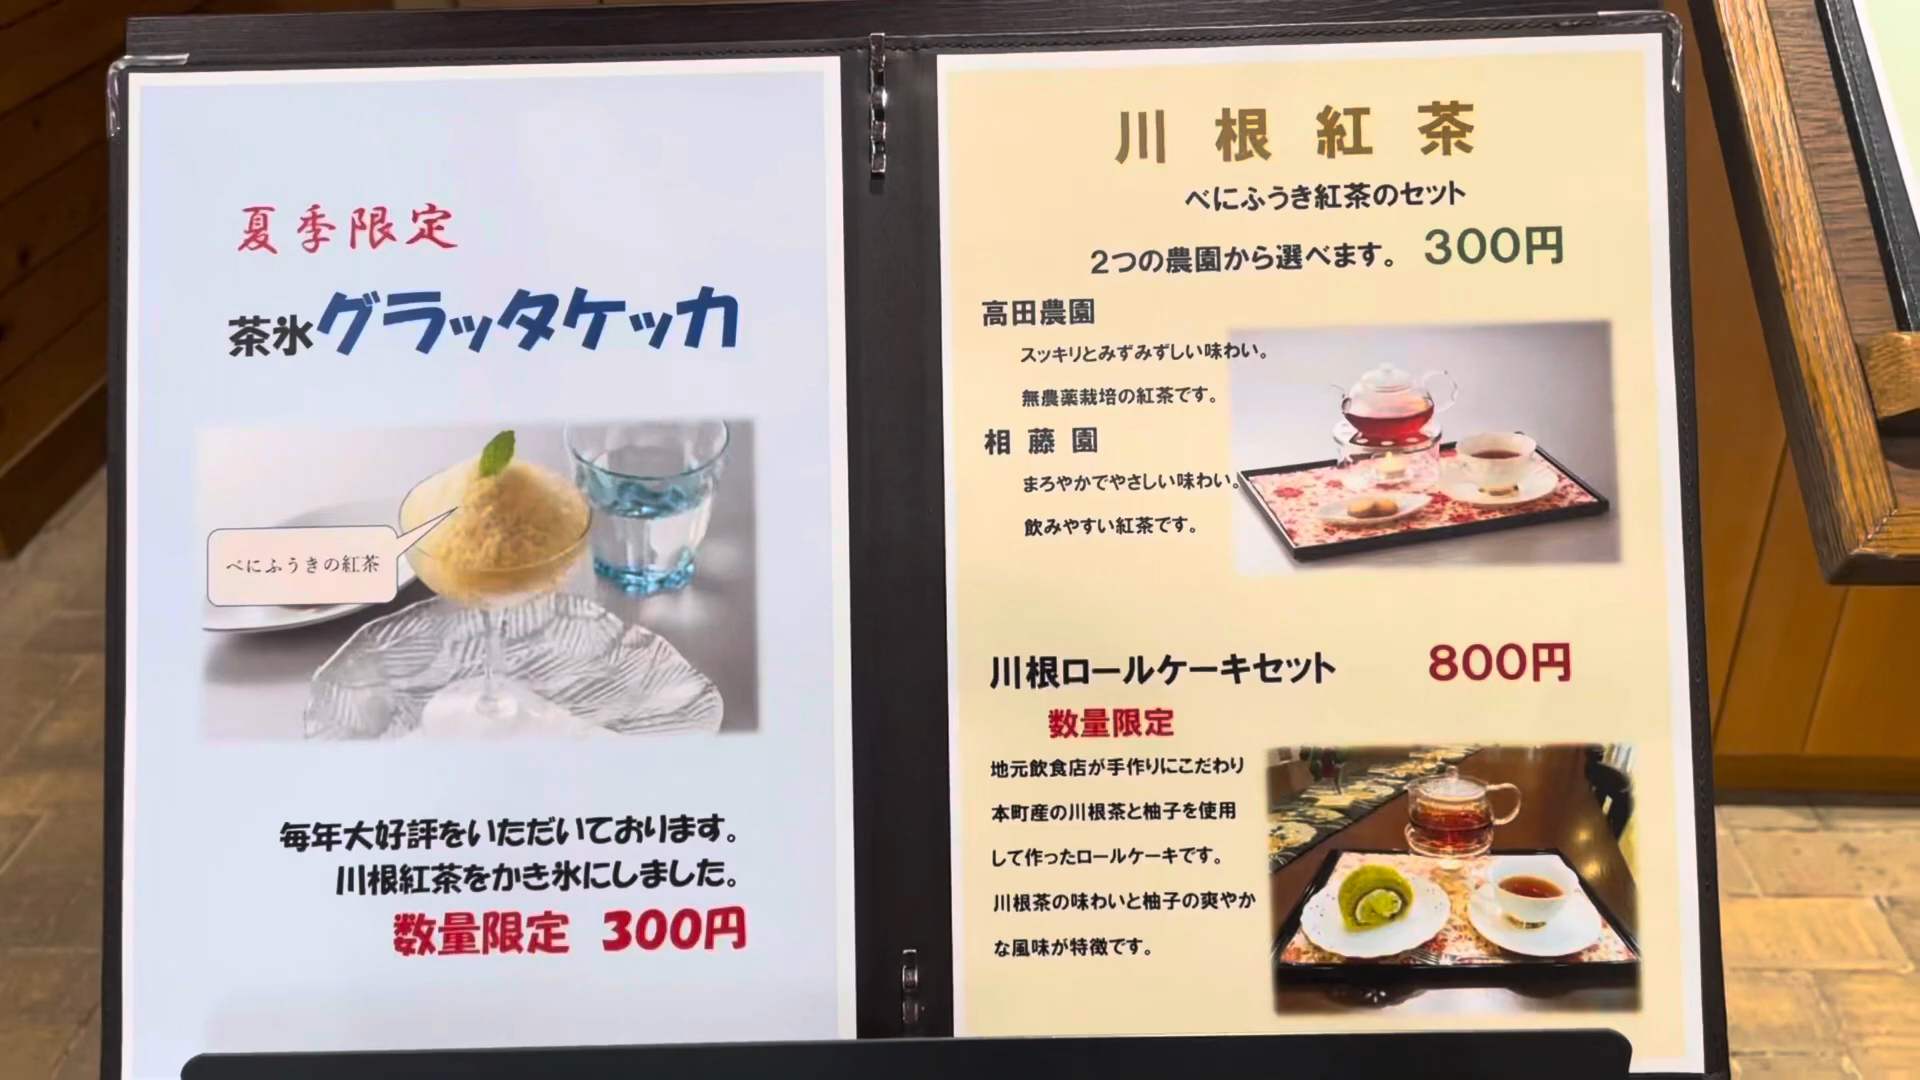 夏季限定
茶氷グラッタケッカ
べにふうきの紅茶
毎年大好評をいただいております。
川根紅茶をかき氷にしました。
数量限定 300円
川根紅茶
べにふうき紅茶のセット
2つの農園から選べます。 300円
高田農園
スッキリとみずみずしい味わい。
無農薬栽培の紅茶です。
相藤園
まろやかでやさしい味わい。
飲みやすい紅茶です。
川根ロールケーキセット 800円
数量限定
地元飲食店が手作りにこだわり
本町産の川根茶と柚子を使用
して作ったロールケーキです。
川根茶の味わいと柚子の爽やか
な風味が特徴です。